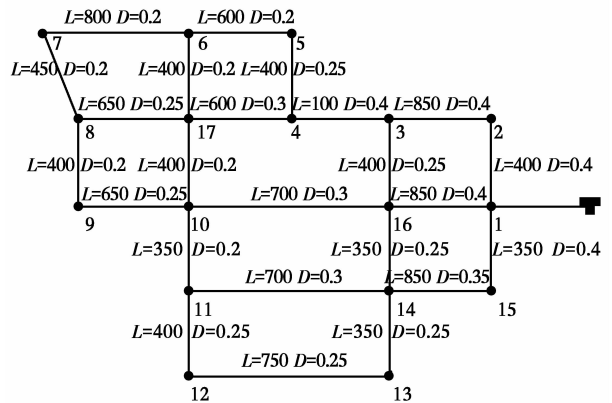 L=800 D=0.2 L=600 D=0.2
7 6 5
L=450 D=0.2 L=400 D=0.2 L=400 D=0.25
L=650 D=0.25 L=600 D=0.3 L=100 D=0.4 L=850 D=0.4
8 17 4 3 2
L=400 D=0.2 L=400 D=0.2 L=400 D=0.25 L=400 D=0.4
L=650 D=0.25 L=700 D=0.3 L=850 D=0.4
9 10 16 1
L=350 D=0.2 L=350 D=0.25 L=350 D=0.4
L=700 D=0.3 L=850 D=0.35
11 14 15
L=400 D=0.25 L=350 D=0.25
L=750 D=0.25
12 13